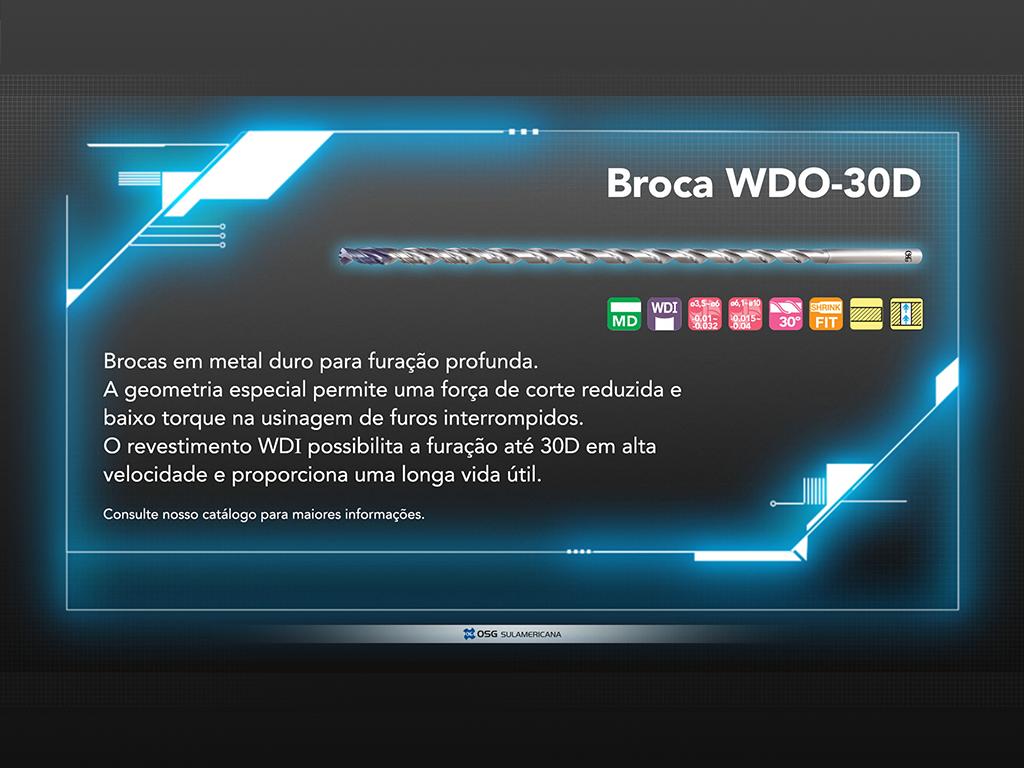 Broca WDO-30D
OSG
MD
WDI
ø3,5~ø6
-0.01~
-0.032
ø6,1~ø10
-0.015~
-0.04
30°
SHRINK
FIT
Brocas em metal duro para furação profunda.
A geometria especial permite uma força de corte reduzida e
baixo torque na usinagem de furos interrompidos.
O revestimento WDI possibilita a furação até 30D em alta
velocidade e proporciona uma longa vida útil.
Consulte nosso catálogo para maiores informações.
OSG SULAMERICANA